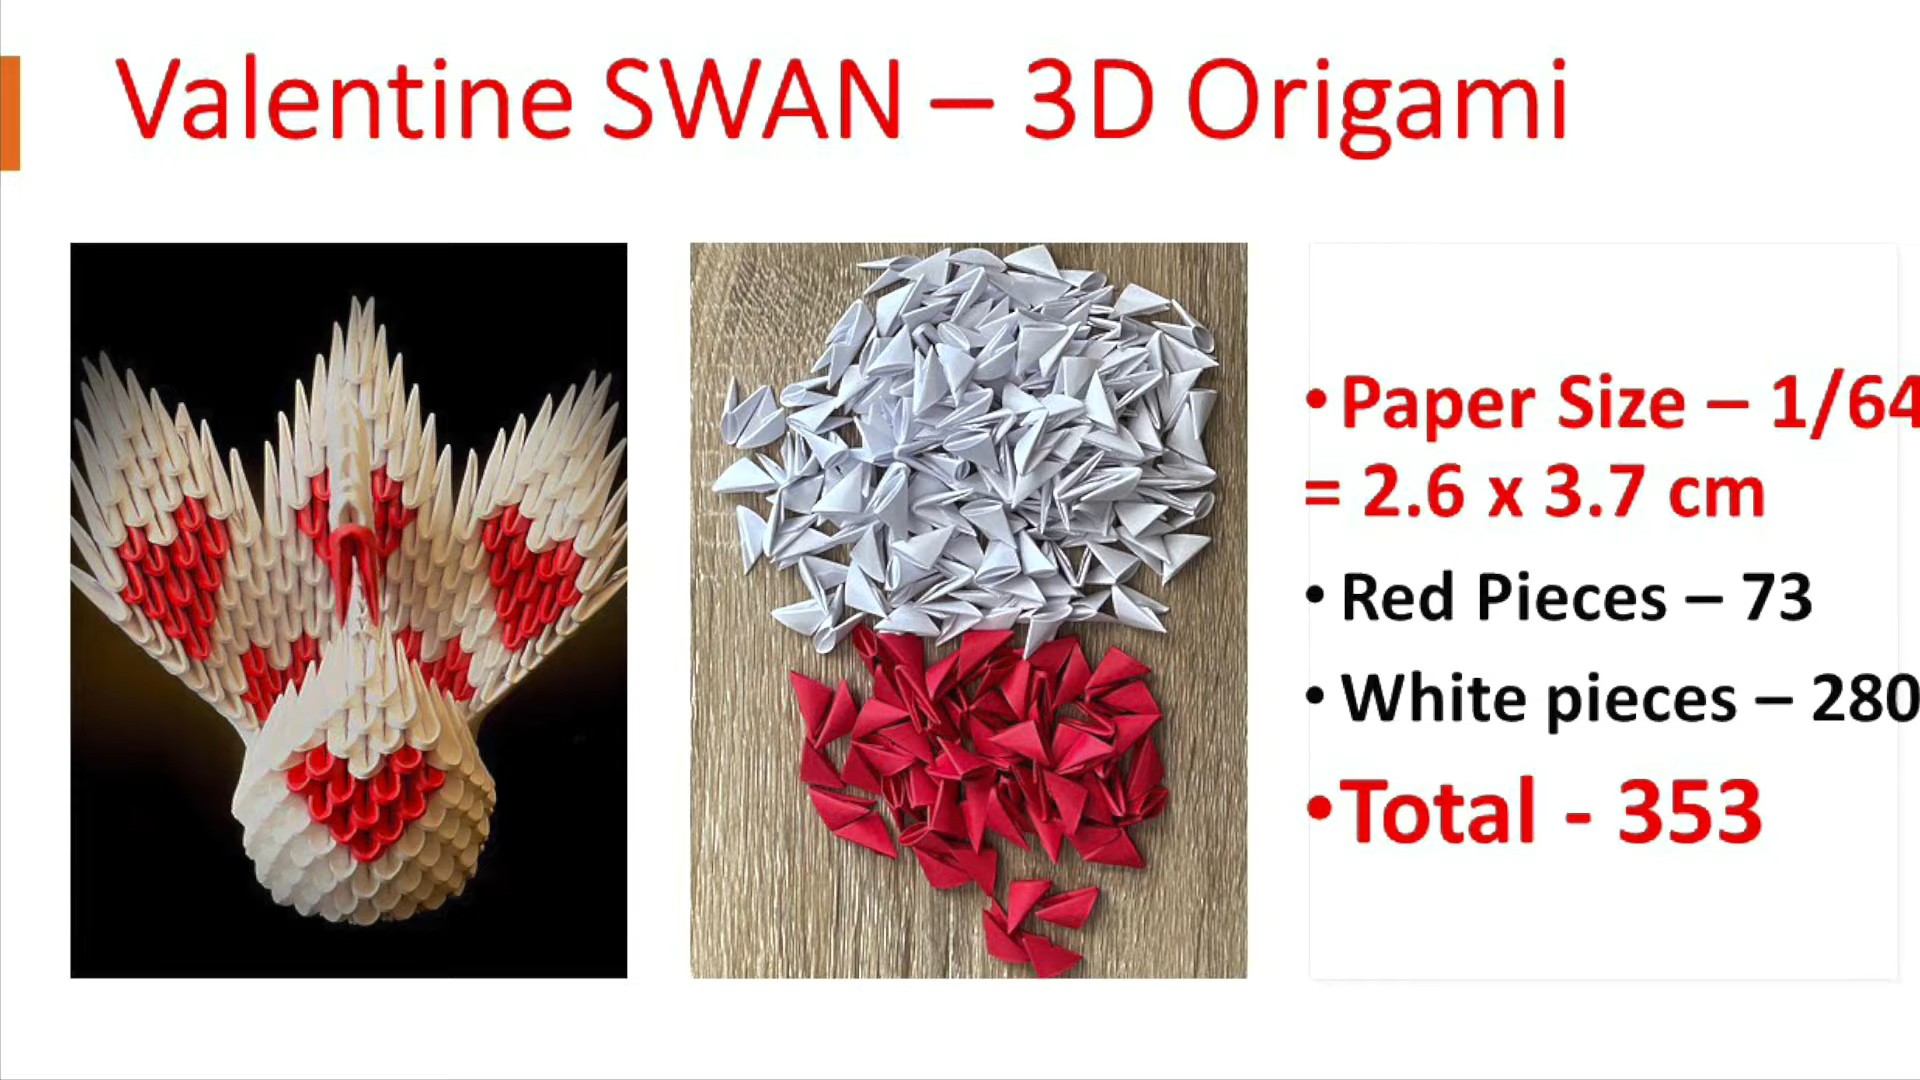 Valentine SWAN – 3D Origami
• Paper Size – 1/64
= 2.6 x 3.7 cm
• Red Pieces – 73
• White pieces – 280
• Total - 353